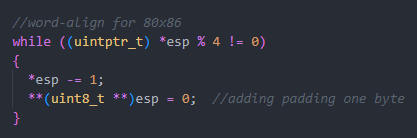 //word-align for 80x86
while ((uintptr_t) *esp % 4 != 0)
{
  *esp -= 1;
  **(uint8_t **)esp = 0;  //adding padding one byte
}